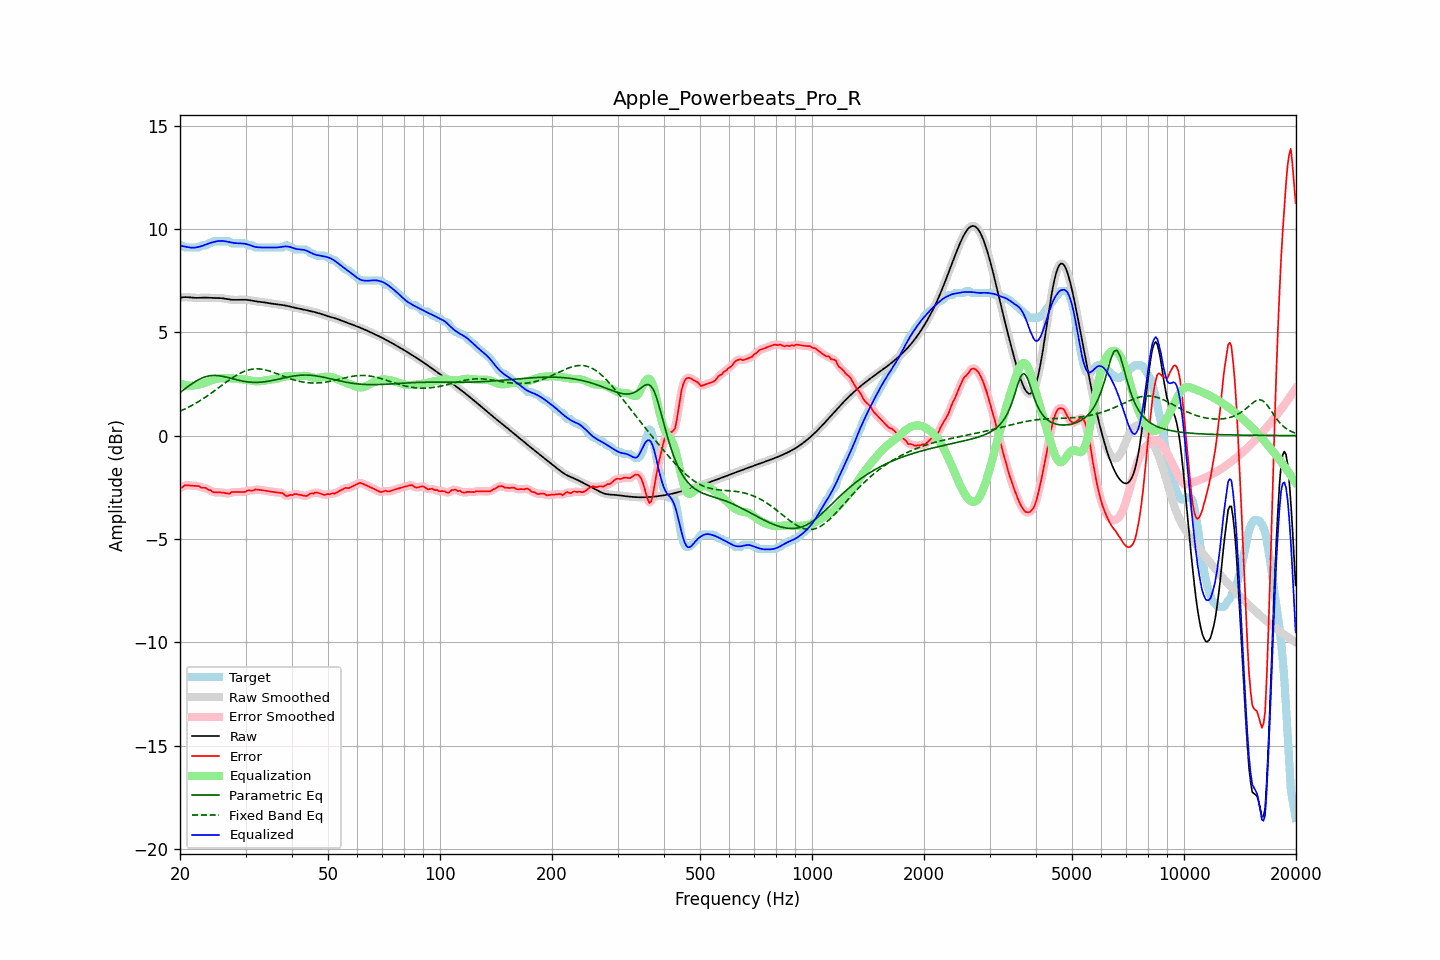 Apple_Powerbeats_Pro_R
Amplitude (dBr)
15
10
5
0
−5
−10
−15
−20
Target
Raw Smoothed
Error Smoothed
Raw
Error
Equalization
Parametric Eq
Fixed Band Eq
Equalized
20 50 100 200 500 1000 2000 5000 10000 20000
Frequency (Hz)